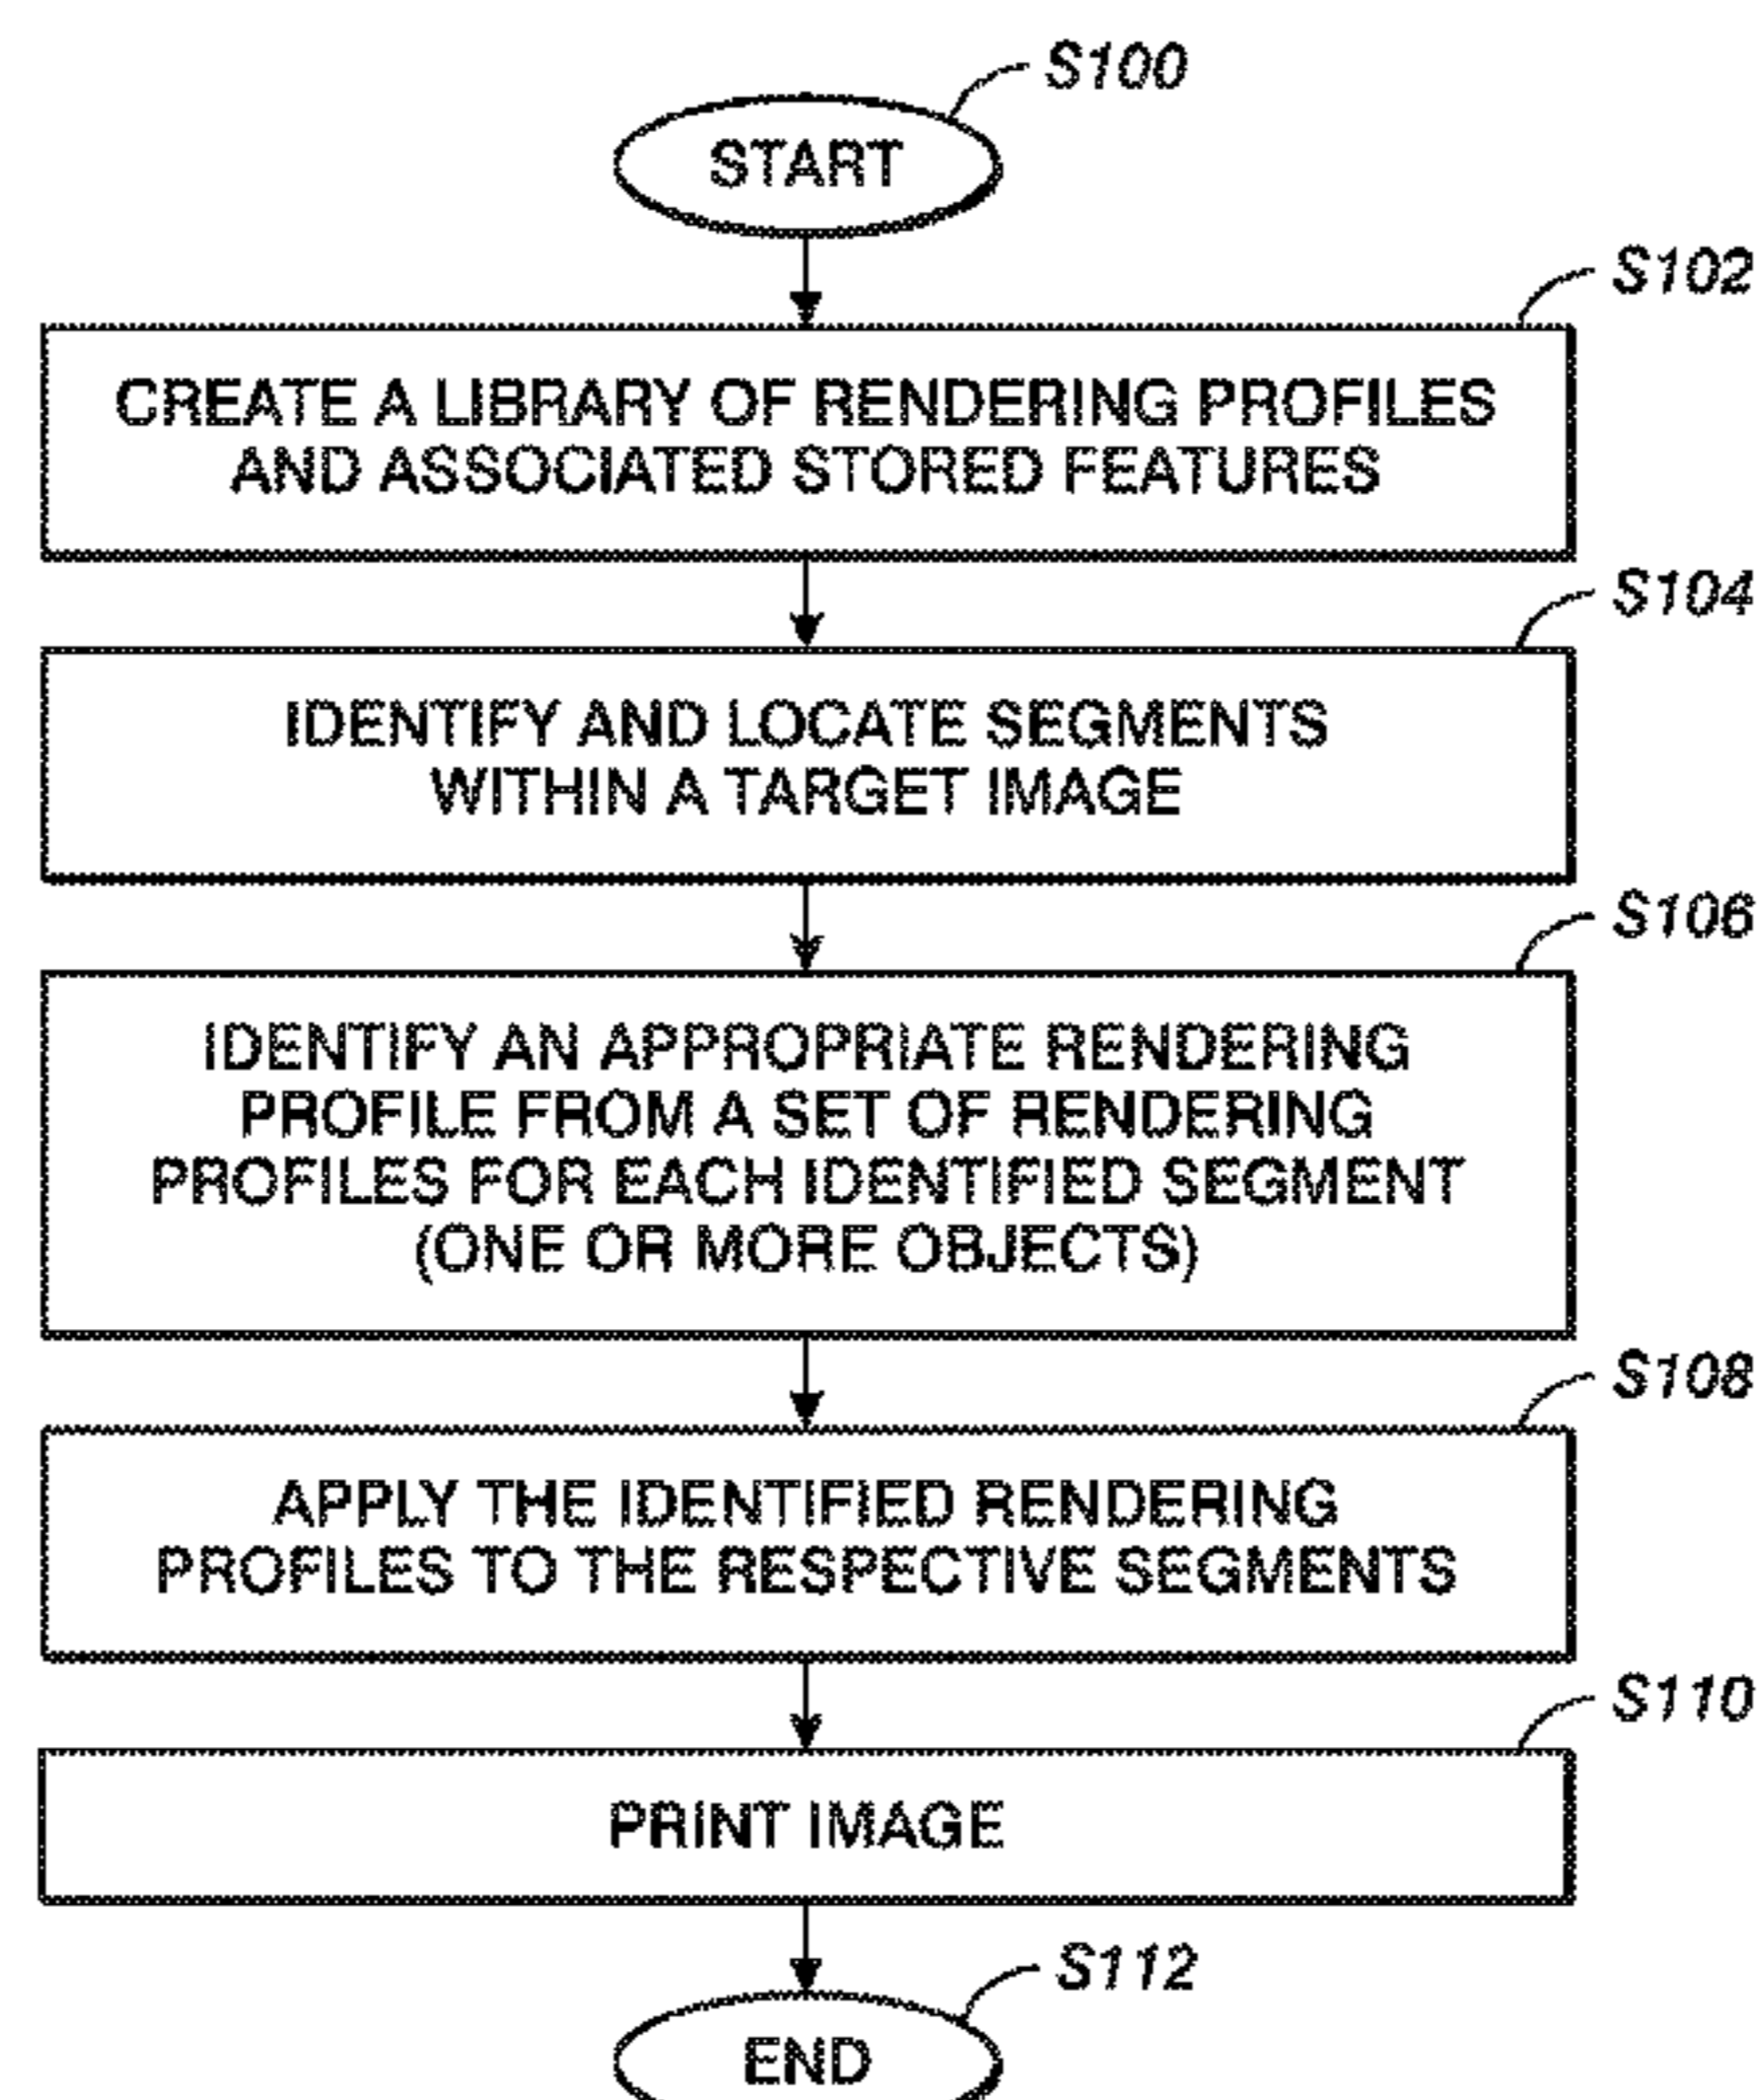 S100
START
S102
CREATE A LIBRARY OF RENDERING PROFILES
AND ASSOCIATED STORED FEATURES
S104
IDENTIFY AND LOCATE SEGMENTS
WITHIN A TARGET IMAGE
S106
IDENTIFY AN APPROPRIATE RENDERING
PROFILE FROM A SET OF RENDERING
PROFILES FOR EACH IDENTIFIED SEGMENT
(ONE OR MORE OBJECTS)
S108
APPLY THE IDENTIFIED RENDERING
PROFILES TO THE RESPECTIVE SEGMENTS
S110
PRINT IMAGE
S112
END